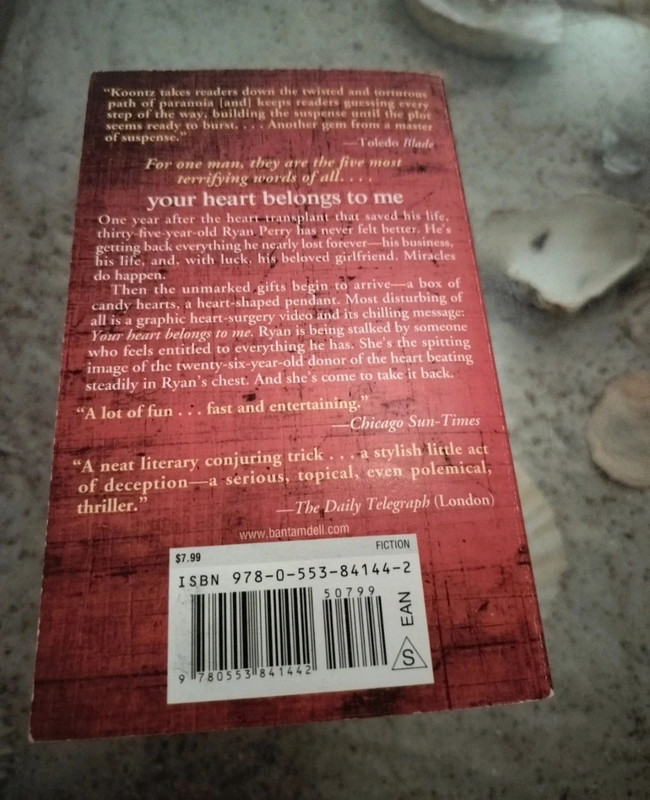 "Koontz takes readers down the twisted and torturous
path of paranoia [and] keeps readers guessing every
step of the way, building the suspense until the plot
seems ready to burst. . . . Another gem from a master
of suspense."
—Toledo Blade
For one man, they are the five most
terrifying words of all. . . .
your heart belongs to me
One year after the heart transplant that saved his life,
thirty-five-year-old Ryan Perry has never felt better. He's
getting back everything he nearly lost forever—his business,
his life, and, with luck, his beloved girlfriend. Miracles
do happen.
Then the unmarked gifts begin to arrive—a box of
candy hearts, a heart-shaped pendant. Most disturbing of
all is a graphic heart-surgery video and its chilling message:
Your heart belongs to me. Ryan is being stalked by someone
who feels entitled to everything he has. She's the spitting
image of the twenty-six-year-old donor of the heart beating
steadily in Ryan's chest. And she's come to take it back.
"A lot of fun . . . fast and entertaining."
—Chicago Sun-Times
"A neat literary conjuring trick . . . a stylish little act
of deception—a serious, topical, even polemical,
thriller."
—The Daily Telegraph (London)
www.bantamdell.com
$7.99 FICTION
ISBN 978-0-553-84144-2
50799
EAN
S
9 780553 841442